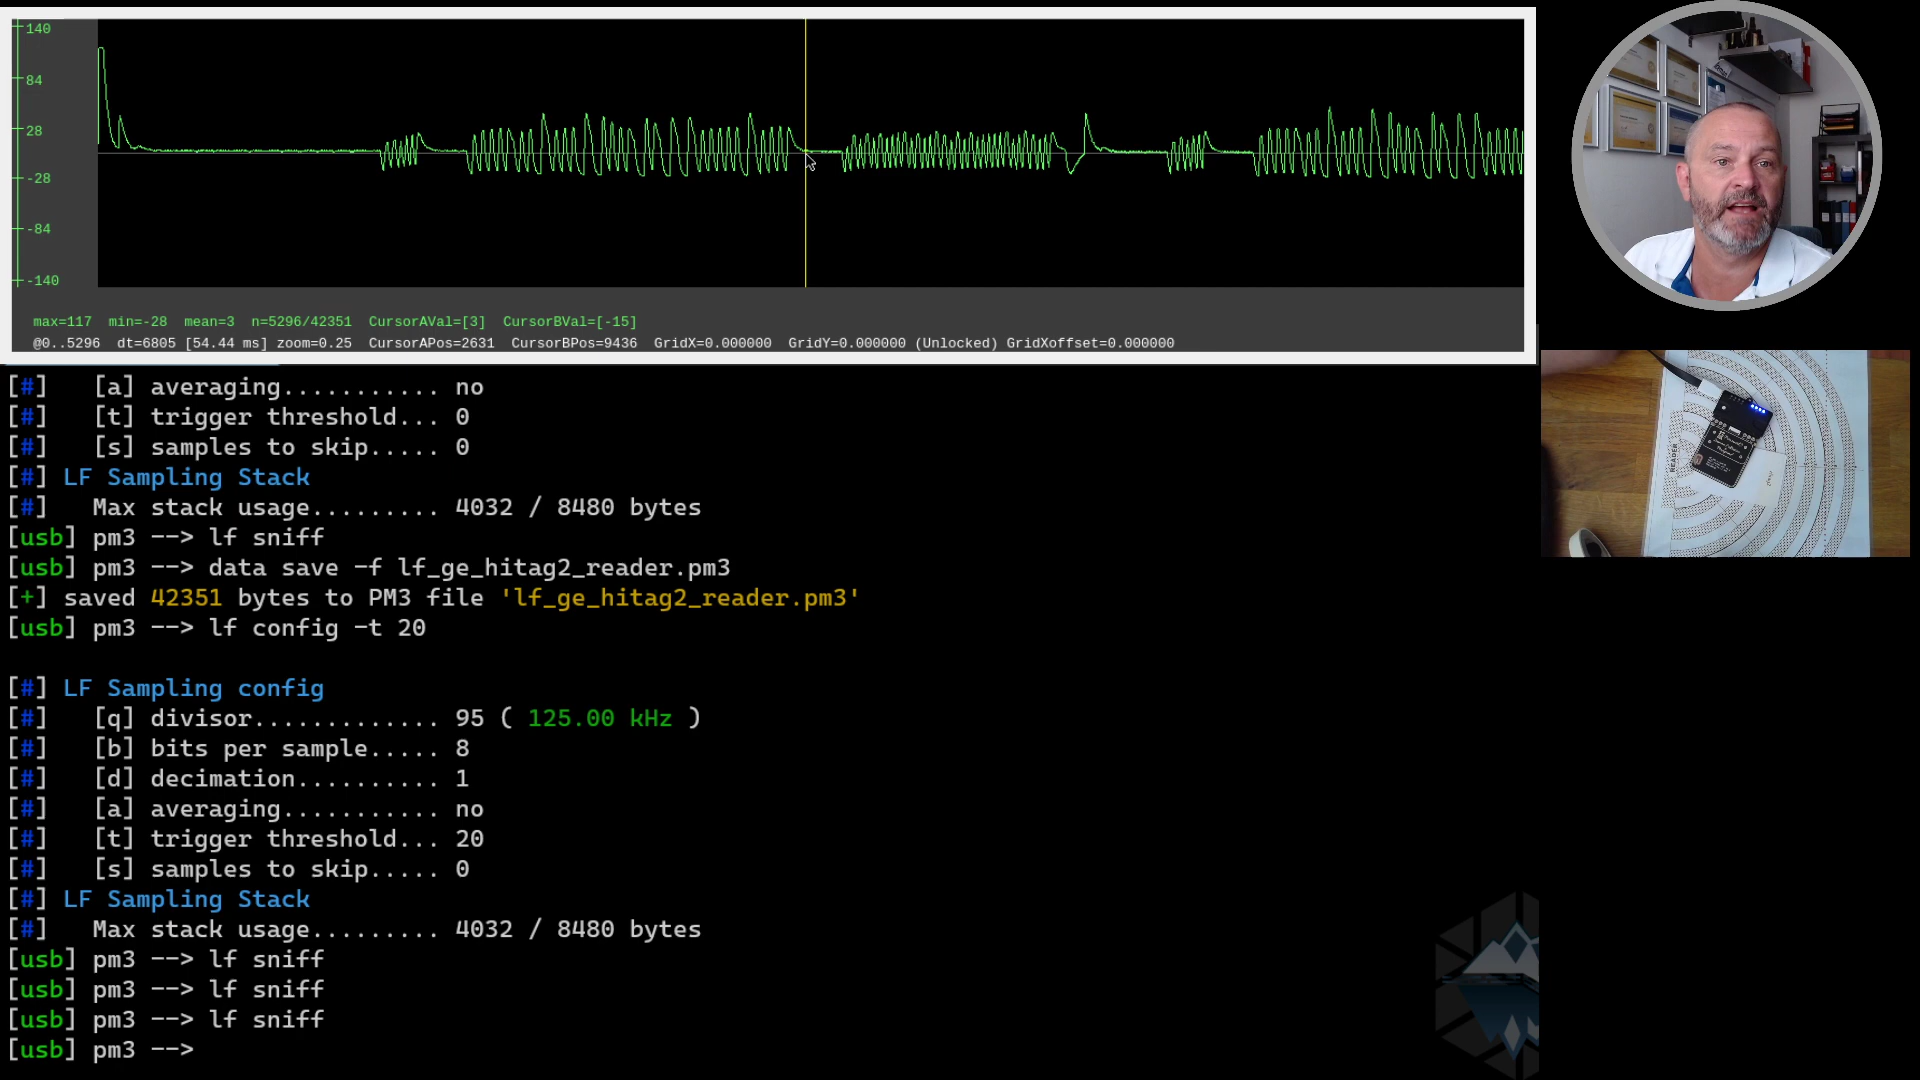 140
84
28
-28
-84
-140
max=117 min=-28 mean=3 n=5296/42351 CursorAVal=[3] CursorBVal=[-15]
@0..5296 dt=6805 [54.44 ms] zoom=0.25 CursorAPos=2631 CursorBPos=9436 GridX=0.000000 GridY=0.000000 (Unlocked) GridXoffset=0.000000
[#] [a] averaging........... no
[#] [t] trigger threshold... 0
[#] [s] samples to skip..... 0
[#] LF Sampling Stack
[#] Max stack usage......... 4032 / 8480 bytes
[usb] pm3 --> lf sniff
[usb] pm3 --> data save -f lf_ge_hitag2_reader.pm3
[+] saved 42351 bytes to PM3 file 'lf_ge_hitag2_reader.pm3'
[usb] pm3 --> lf config -t 20
[#] LF Sampling config
[#] [q] divisor............. 95 ( 125.00 kHz )
[#] [b] bits per sample..... 8
[#] [d] decimation.......... 1
[#] [a] averaging........... no
[#] [t] trigger threshold... 20
[#] [s] samples to skip..... 0
[#] LF Sampling Stack
[#] Max stack usage......... 4032 / 8480 bytes
[usb] pm3 --> lf sniff
[usb] pm3 --> lf sniff
[usb] pm3 --> lf sniff
[usb] pm3 -->
READER